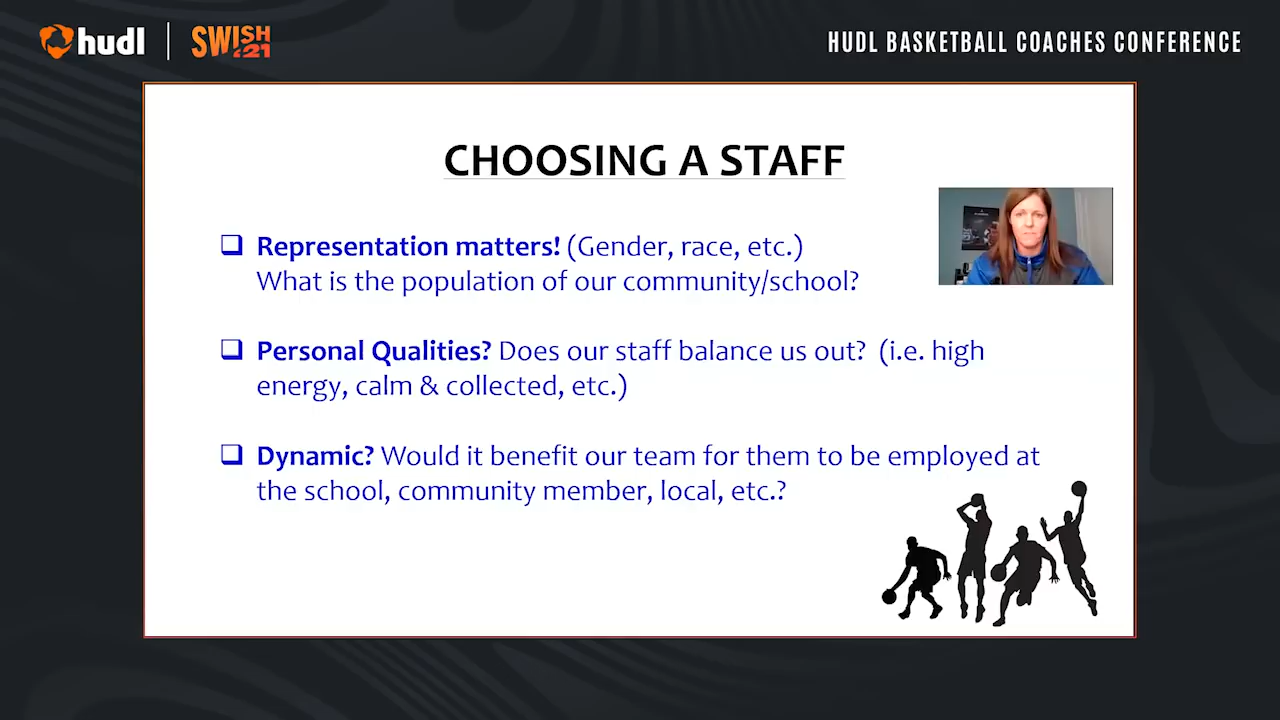 hudl
SWISH '21
HUDL BASKETBALL COACHES CONFERENCE
CHOOSING A STAFF
Representation matters! (Gender, race, etc.)
What is the population of our community/school?
Personal Qualities? Does our staff balance us out? (i.e. high
energy, calm & collected, etc.)
Dynamic? Would it benefit our team for them to be employed at
the school, community member, local, etc.?